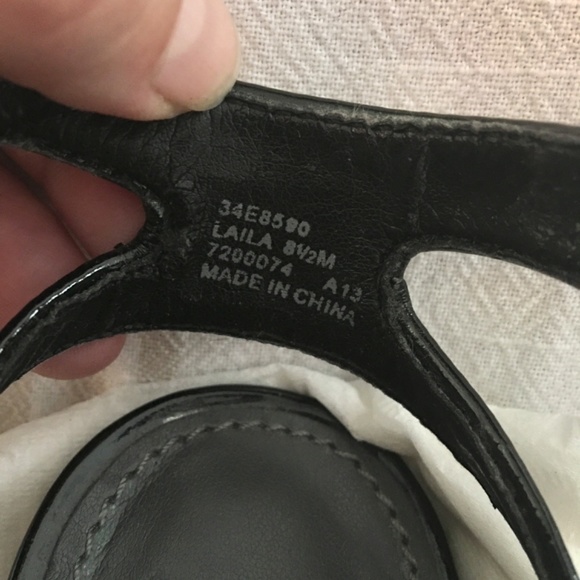 34E8590
LAILA 8½M
7200074 A13
MADE IN CHINA